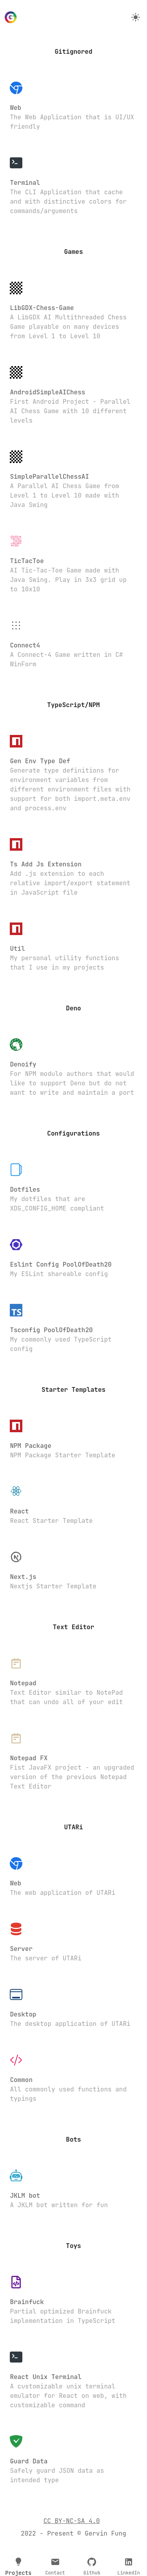 Gitignored
Web
The Web Application that is UI/UX
friendly
Terminal
The CLI Application that cache
and with distinctive colors for
commands/arguments
Games
LibGDX-Chess-Game
A LibGDX AI Multithreaded Chess
Game playable on many devices
from Level 1 to Level 10
AndroidSimpleAIChess
First Android Project - Parallel
AI Chess Game with 10 different
levels
SimpleParallelChessAI
A Parallel AI Chess Game from
Level 1 to Level 10 made with
Java Swing
TicTacToe
AI Tic-Tac-Toe Game made with
Java Swing. Play in 3x3 grid up
to 10x10
Connect4
A Connect-4 Game written in C#
WinForm
TypeScript/NPM
Gen Env Type Def
Generate type definitions for
environment variables from
different environment files with
support for both import.meta.env
and process.env
Ts Add Js Extension
Add .js extension to each
relative import/export statement
in JavaScript file
Util
My personal utility functions
that I use in my projects
Deno
Denoify
For NPM module authors that would
like to support Deno but do not
want to write and maintain a port
Configurations
Dotfiles
My dotfiles that are
XDG_CONFIG_HOME compliant
Eslint Config PoolOfDeath20
My ESLint shareable config
TS
Tsconfig PoolOfDeath20
My commonly used TypeScript
config
Starter Templates
NPM Package
NPM Package Starter Template
React
React Starter Template
Next.js
Nextjs Starter Template
Text Editor
Notepad
Text Editor similar to NotePad
that can undo all of your edit
Notepad FX
Fist JavaFX project - an upgraded
version of the previous Notepad
Text Editor
UTARi
Web
The web application of UTARi
Server
The server of UTARi
Desktop
The desktop application of UTARi
Common
All commonly used functions and
typings
Bots
JKLM bot
A JKLM bot written for fun
Toys
Brainfuck
Partial optimized Brainfuck
implementation in TypeScript
React Unix Terminal
A customizable unix terminal
emulator for React on web, with
customizable command
Guard Data
Safely guard JSON data as
intended type
CC BY-NC-SA 4.0
2022 - Present © Gervin Fung
Projects
Contact
Github
LinkedIn